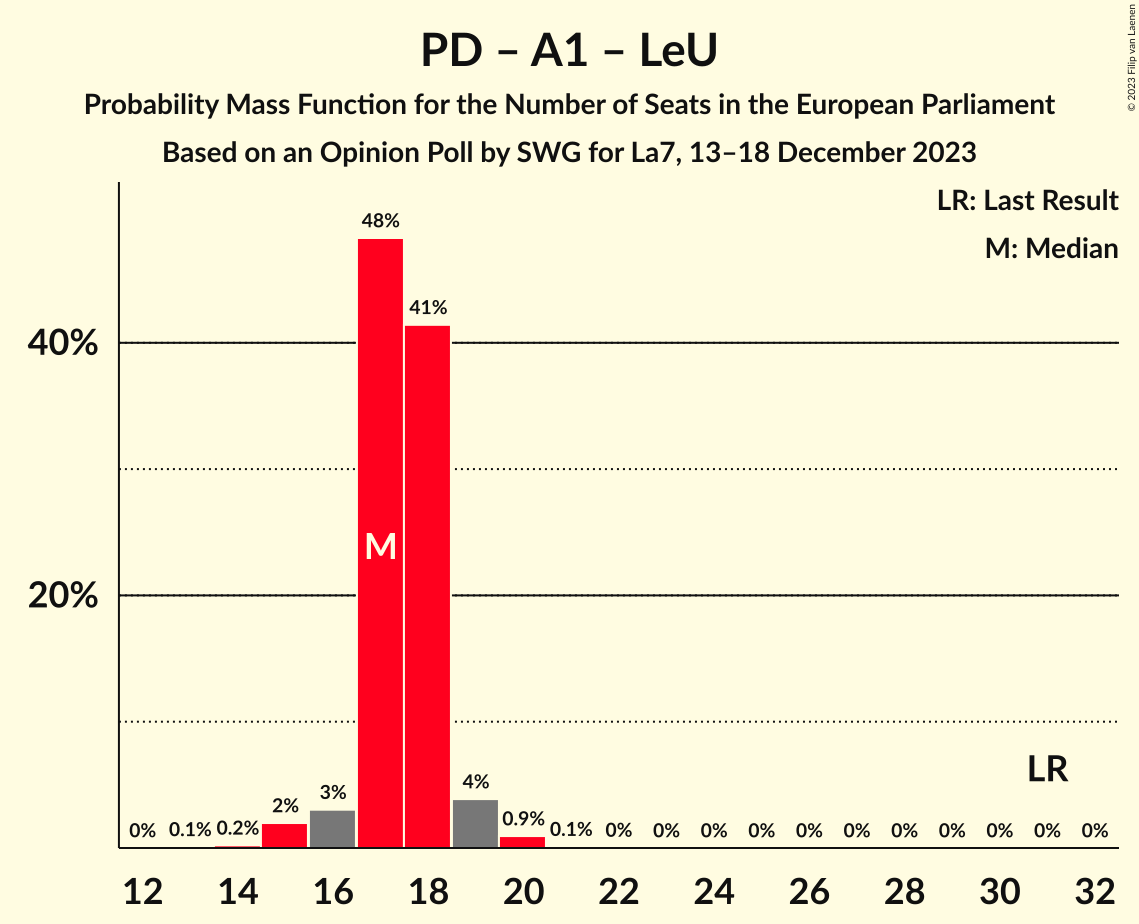 PD – A1 – LeU
Probability Mass Function for the Number of Seats in the European Parliament
Based on an Opinion Poll by SWG for La7, 13–18 December 2023
© 2023 Filip van Laenen
LR: Last Result
M: Median
48%
41%
40%
M
20%
LR
0% 0.1% 0.2% 2% 3% 4% 0.9% 0.1% 0% 0% 0% 0% 0% 0% 0% 0% 0% 0% 0%
12 14 16 18 20 22 24 26 28 30 32